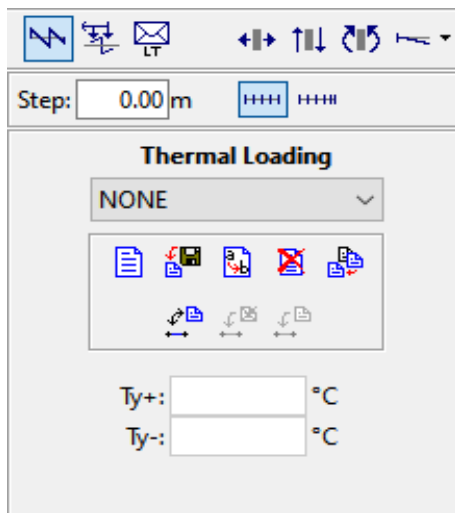 LT
Step: 0.00 m
Thermal Loading
NONE
a
b
Ty+: °C
Ty-: °C